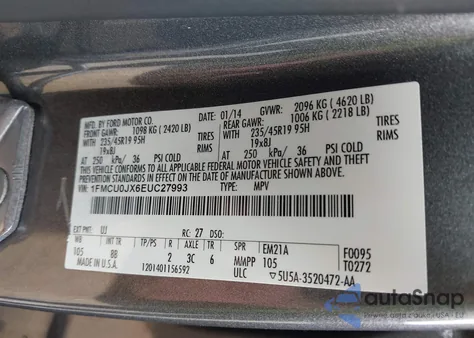 MFD. BY FORD MOTOR CO.
01/14 GVWR: 2096 KG ( 4620 LB)
FRONT GAWR: 1098 KG ( 2420 LB) REAR GAWR: 1006 KG ( 2218 LB)
235/45R19 95H TIRES WITH 235/45R19 95H TIRES
19x8J RIMS 19x8J RIMS
AT 250 kPa/ 36 PSI COLD AT 250 kPa/ 36 PSI COLD
THIS VEHICLE CONFORMS TO ALL APPLICABLE FEDERAL MOTOR VEHICLE SAFETY AND THEFT PREVENTION STANDARDS IN EFFECT ON THE DATE OF MANUFACTURE SHOWN ABOVE.
VIN: 1FMCU0JX6EUC27993
TYPE: MPV
EXT PNT: UJ RC: 27 DSO:
WB INT TR TP/PS R AXLE TR SPR EM21A F0095
105 BB 2 3C 6 MMPP 105 T0272
MADE IN U.S.A. 1201401156592 ULC 5U5A-3520472-AA
autoSnap